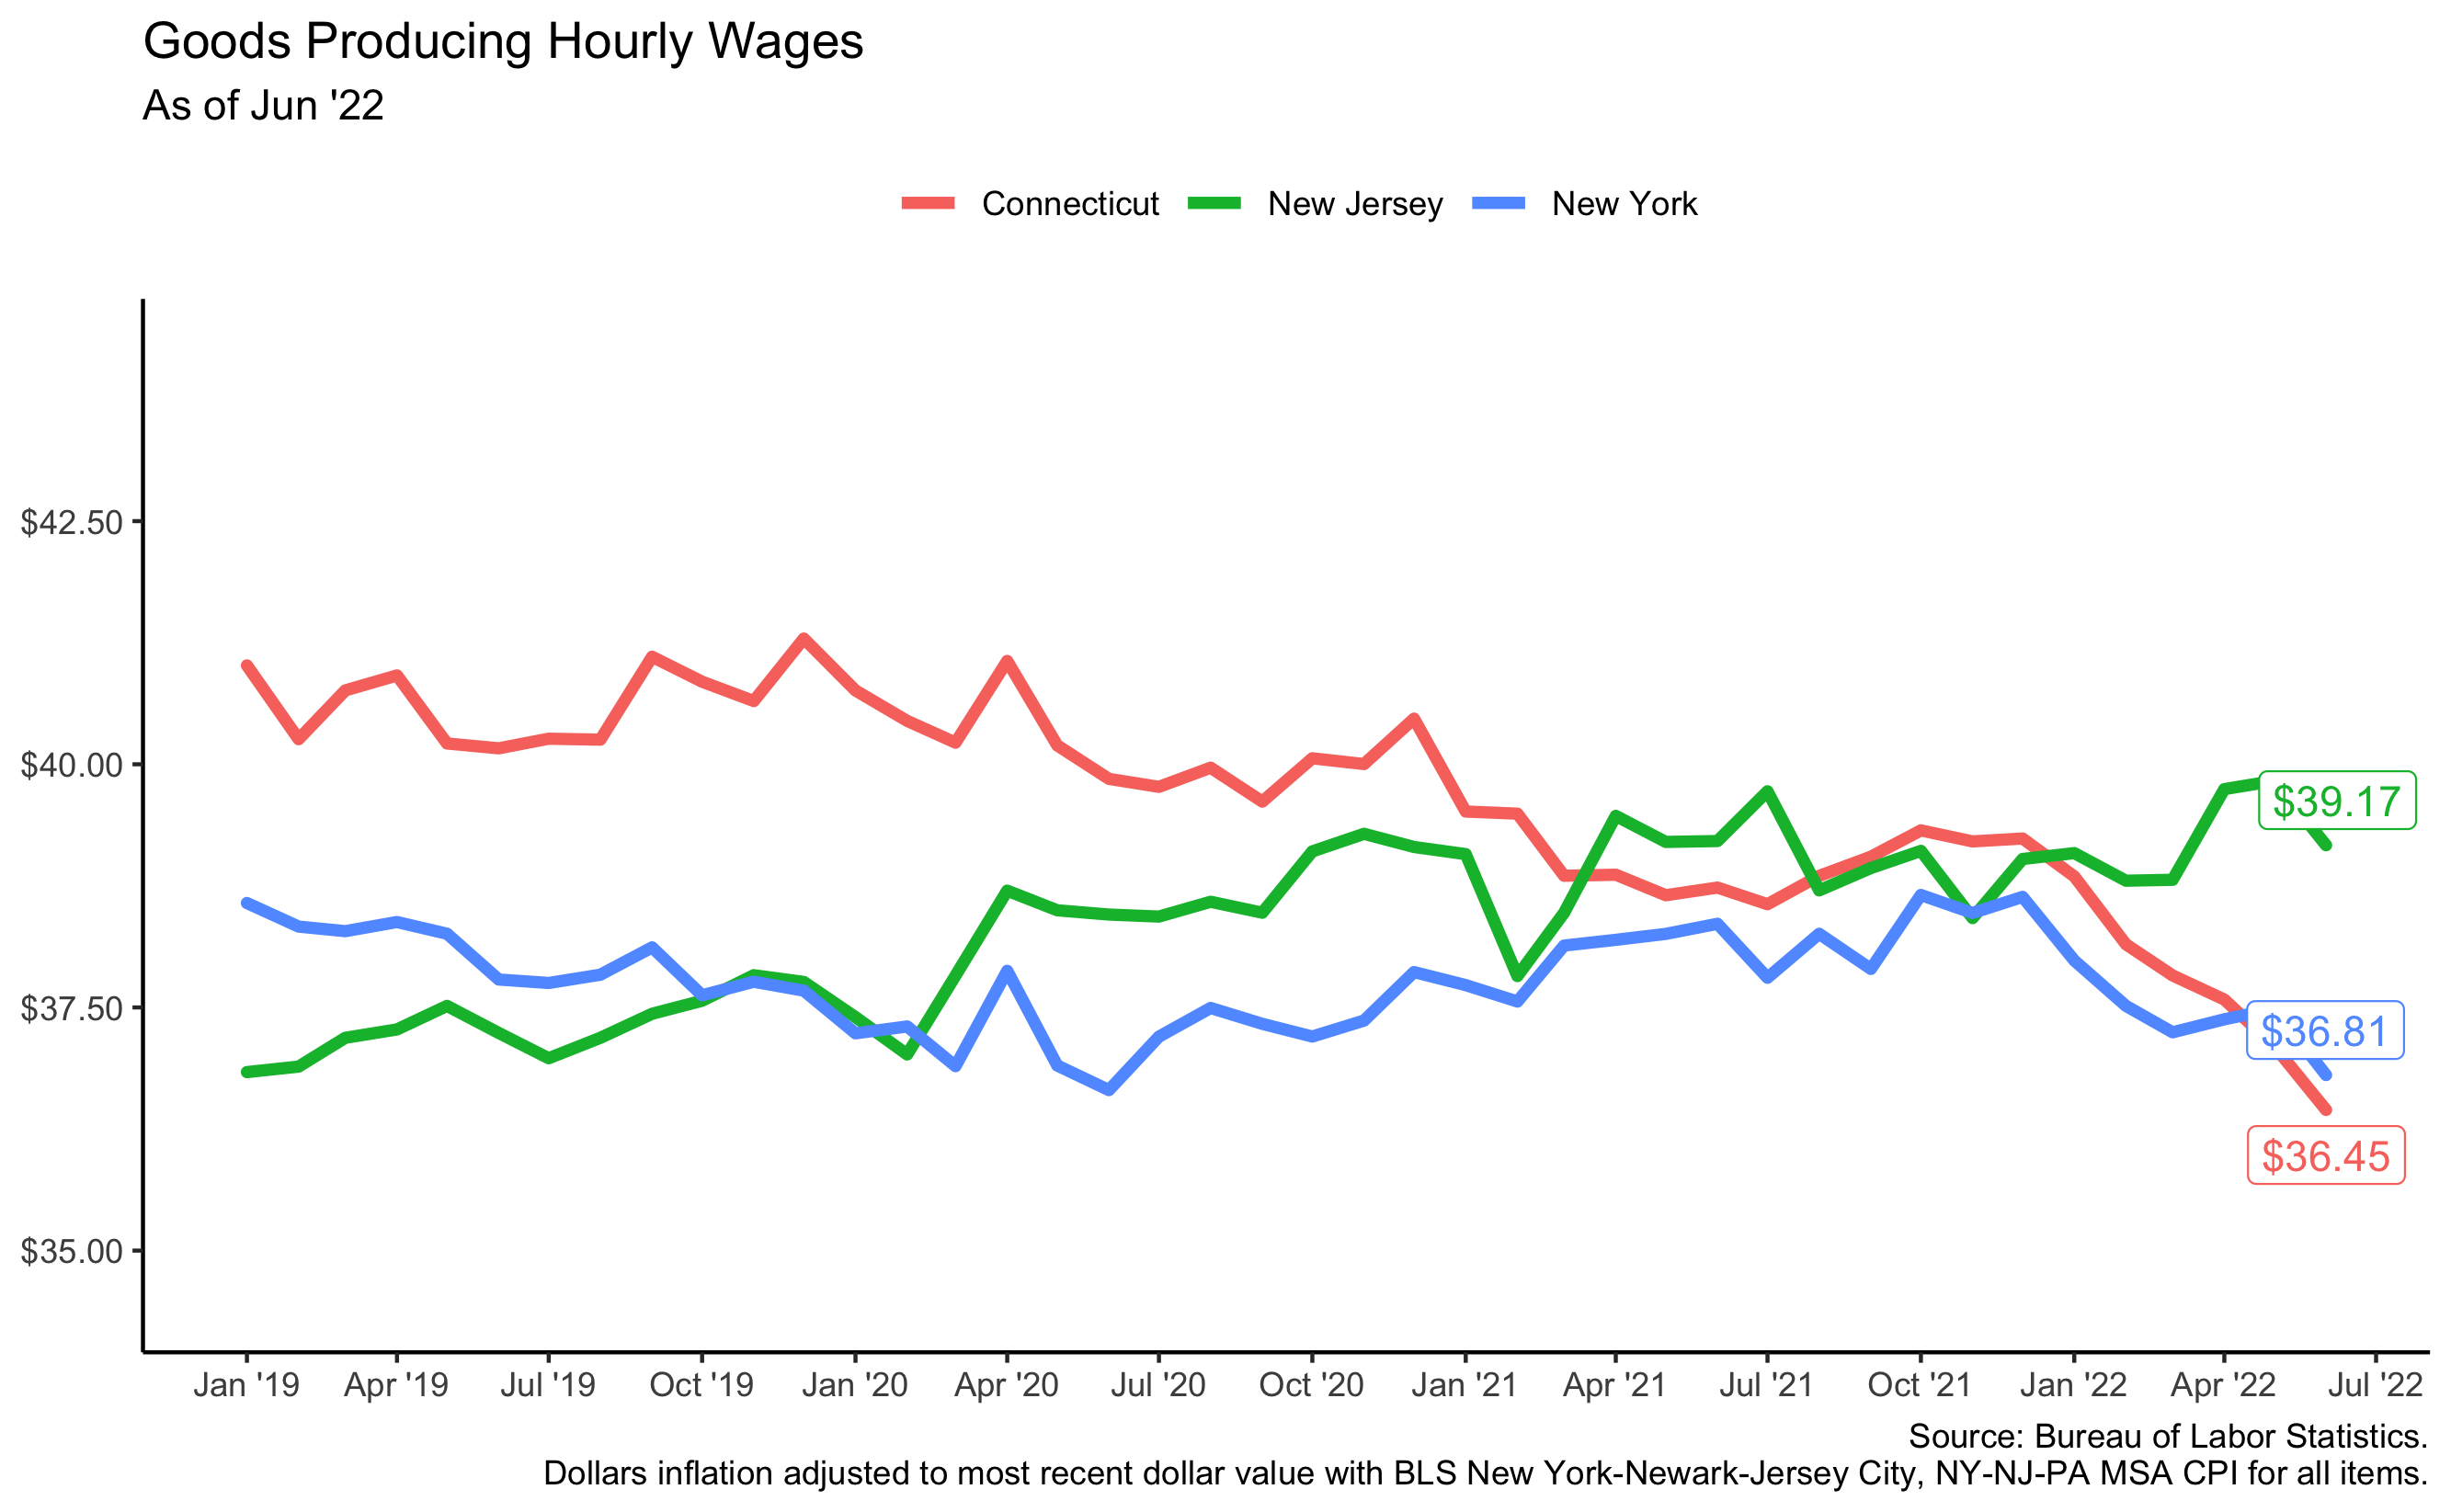 Goods Producing Hourly Wages
As of Jun '22
Connecticut New Jersey New York
$42.50
$40.00
$37.50
$35.00
$39.17
$36.81
$36.45
Jan '19 Apr '19 Jul '19 Oct '19 Jan '20 Apr '20 Jul '20 Oct '20 Jan '21 Apr '21 Jul '21 Oct '21 Jan '22 Apr '22 Jul '22
Source: Bureau of Labor Statistics.
Dollars inflation adjusted to most recent dollar value with BLS New York-Newark-Jersey City, NY-NJ-PA MSA CPI for all items.